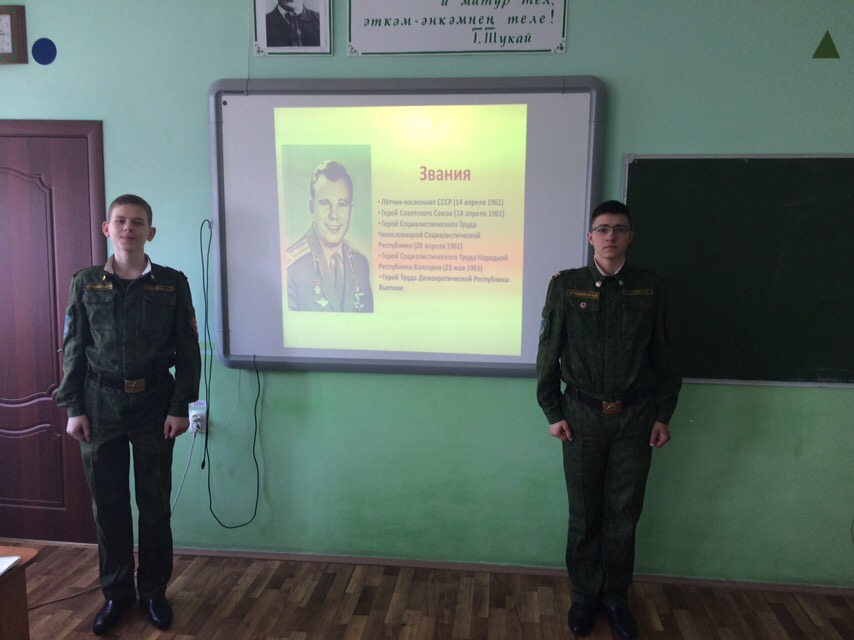 а матур тел,
әткәм-әнкәмнең теле!
Г.Тукай
Звания
• Лётчик-космонавт СССР (14 апреля 1961)
• Герой Советского Союза (14 апреля 1961)
• Герой Социалистического Труда
Чехословацкой Социалистической
Республики (28 апреля 1961)
• Герой Социалистического Труда Народной
Республики Болгария (23 мая 1961)
• Герой Труда Демократической Республики
Вьетнам